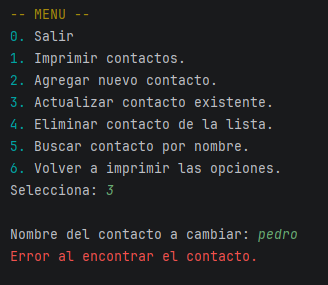 -- MENU --
0. Salir
1. Imprimir contactos.
2. Agregar nuevo contacto.
3. Actualizar contacto existente.
4. Eliminar contacto de la lista.
5. Buscar contacto por nombre.
6. Volver a imprimir las opciones.
Selecciona: 3
Nombre del contacto a cambiar: pedro
Error al encontrar el contacto.